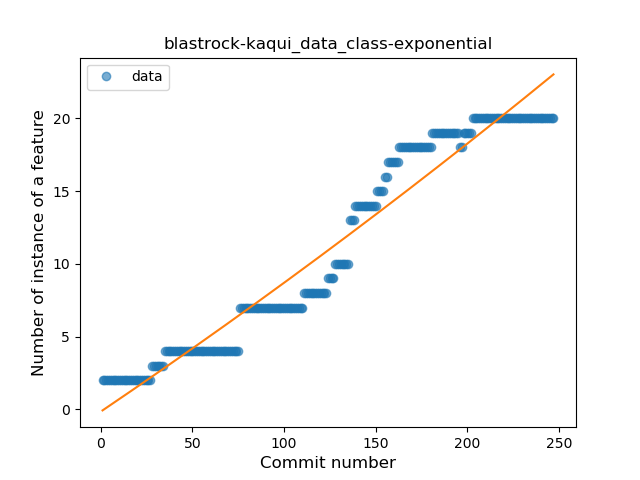 blastrock-kaqui_data_class-exponential
data
Number of instance of a feature
20
15
10
5
0
0 50 100 150 200 250
Commit number